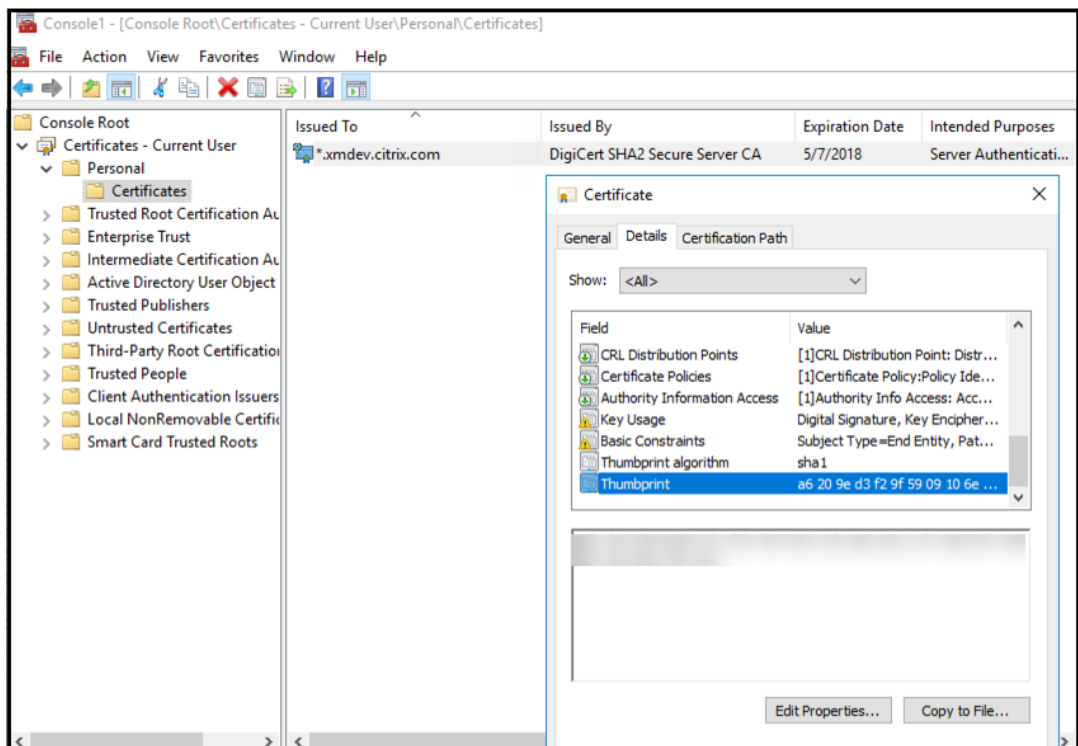 Console1 - [Console Root\Certificates - Current User\Personal\Certificates]
File Action View Favorites Window Help
Console Root
Certificates - Current User
Personal
Certificates
Trusted Root Certification Au
Enterprise Trust
Intermediate Certification Au
Active Directory User Object
Trusted Publishers
Untrusted Certificates
Third-Party Root Certification
Trusted People
Client Authentication Issuers
Local NonRemovable Certific
Smart Card Trusted Roots
Issued To Issued By Expiration Date Intended Purposes
*.xmdev.citrix.com DigiCert SHA2 Secure Server CA 5/7/2018 Server Authenticati...
Certificate
General Details Certification Path
Show: <All>
Field Value
CRL Distribution Points [1]CRL Distribution Point: Distr...
Certificate Policies [1]Certificate Policy:Policy Ide...
Authority Information Access [1]Authority Info Access: Acc...
Key Usage Digital Signature, Key Encipher...
Basic Constraints Subject Type=End Entity, Pat...
Thumbprint algorithm sha1
Thumbprint a6 20 9e d3 f2 9f 59 09 10 6e ...
Edit Properties... Copy to File...